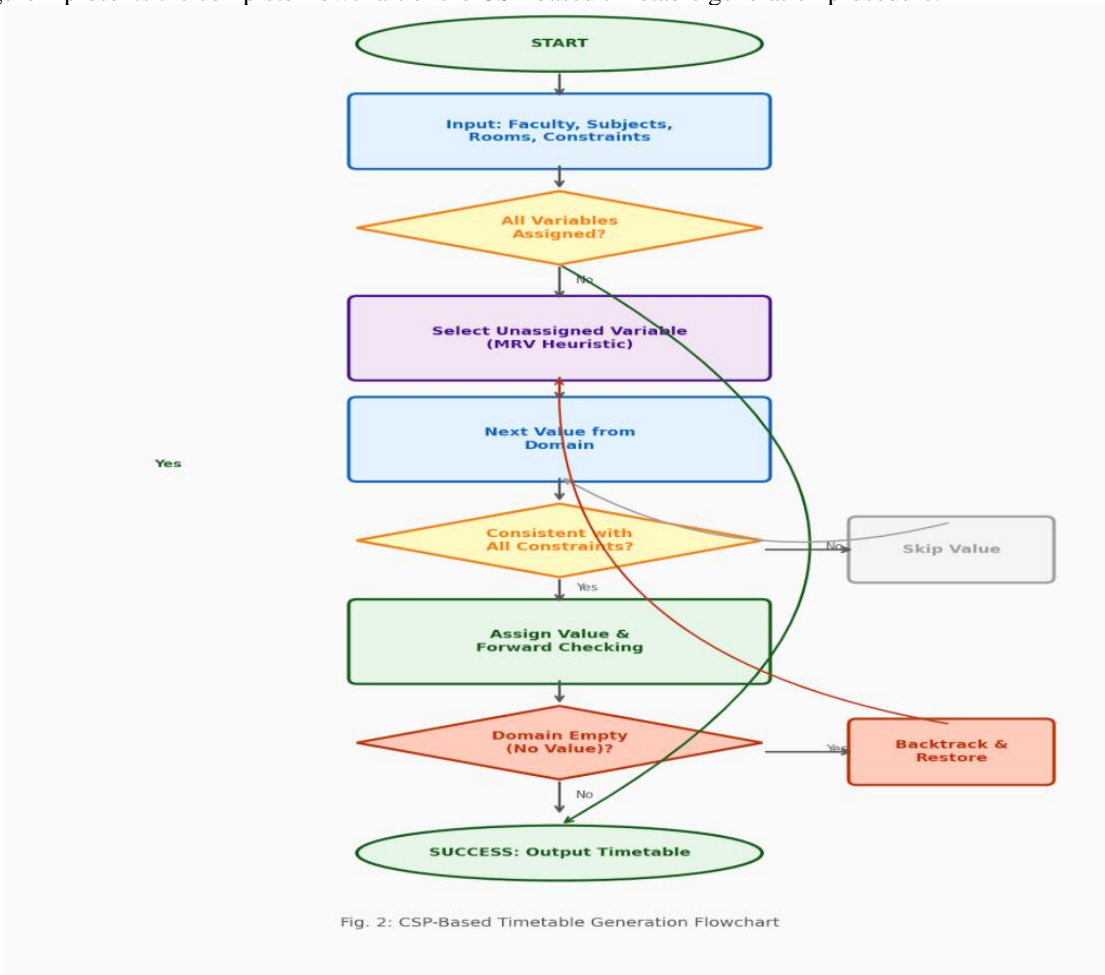 START
Input: Faculty, Subjects,
Rooms, Constraints
All Variables
Assigned?
No
Select Unassigned Variable
(MRV Heuristic)
Next Value from
Domain
Yes
Consistent with
All Constraints?
No
Skip Value
Yes
Assign Value &
Forward Checking
Domain Empty
(No Value)?
Yes
Backtrack &
Restore
No
SUCCESS: Output Timetable
Fig. 2: CSP-Based Timetable Generation Flowchart